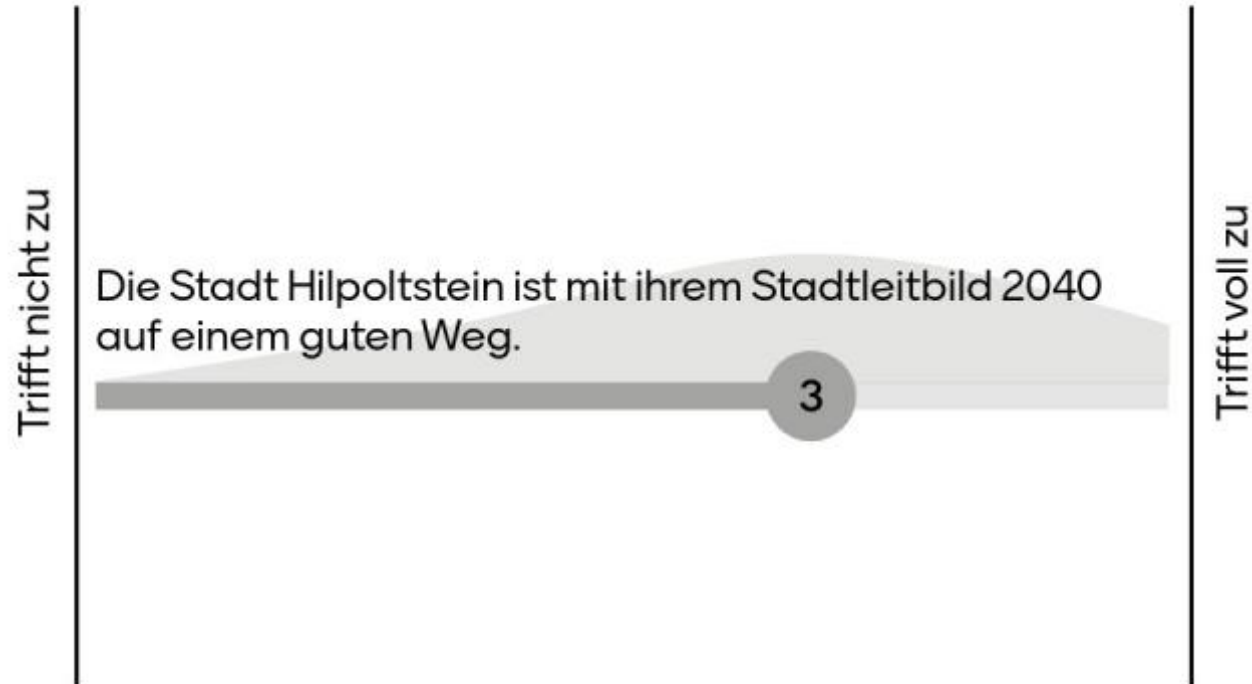 Trifft nicht zu
Die Stadt Hilpoltstein ist mit ihrem Stadtleitbild 2040
auf einem guten Weg.
3
Trifft voll zu